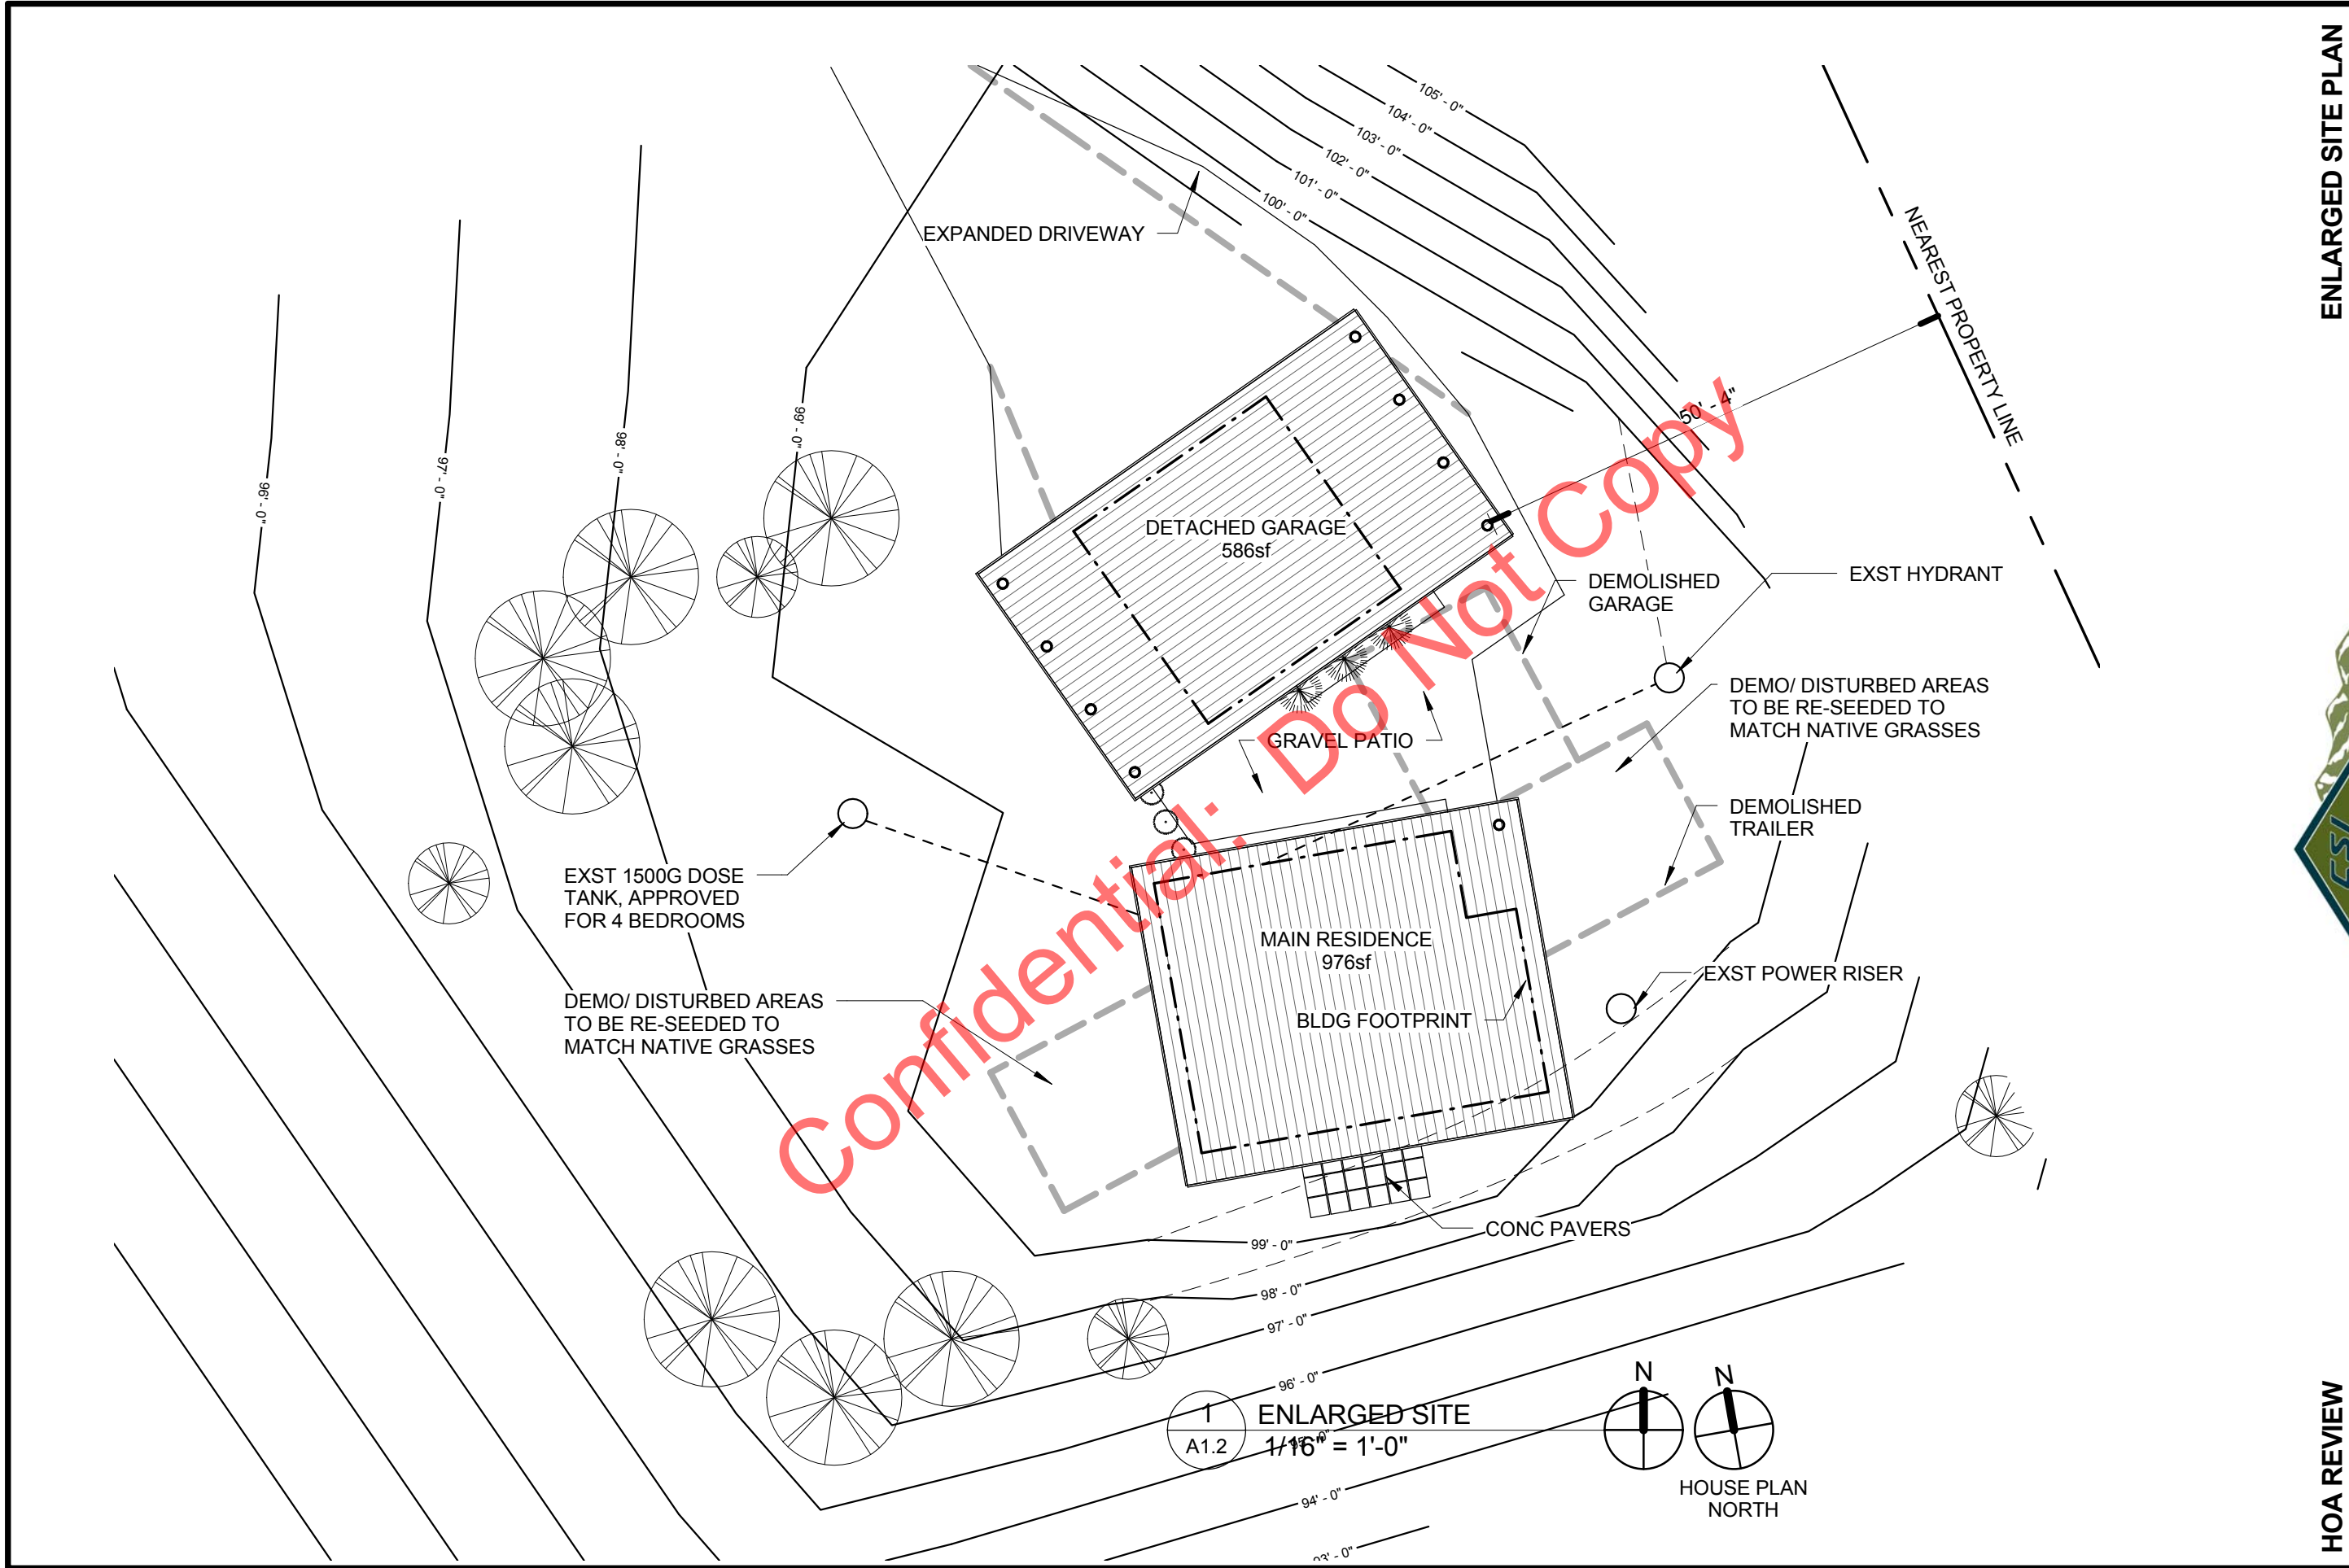 ENLARGED SITE PLAN
105' - 0"
104' - 0"
103' - 0"
102' - 0"
101' - 0"
100' - 0"
EXPANDED DRIVEWAY
NEAREST PROPERTY LINE
50' - 4"
99' - 0"
98' - 0"
97' - 0"
96' - 0"
DETACHED GARAGE
586sf
DEMOLISHED
GARAGE
EXST HYDRANT
DEMO/ DISTURBED AREAS
TO BE RE-SEEDED TO
MATCH NATIVE GRASSES
GRAVEL PATIO
DEMOLISHED
TRAILER
EXST 1500G DOSE
TANK, APPROVED
FOR 4 BEDROOMS
MAIN RESIDENCE
976sf
EXST POWER RISER
DEMO/ DISTURBED AREAS
TO BE RE-SEEDED TO
MATCH NATIVE GRASSES
BLDG FOOTPRINT
CONC PAVERS
99' - 0"
98' - 0"
97' - 0"
96' - 0"
95' - 0"
94' - 0"
93' - 0"
1
A1.2
ENLARGED SITE
1/16" = 1'-0"
N
N
HOUSE PLAN
NORTH
HOA REVIEW
Confidential: Do Not Copy